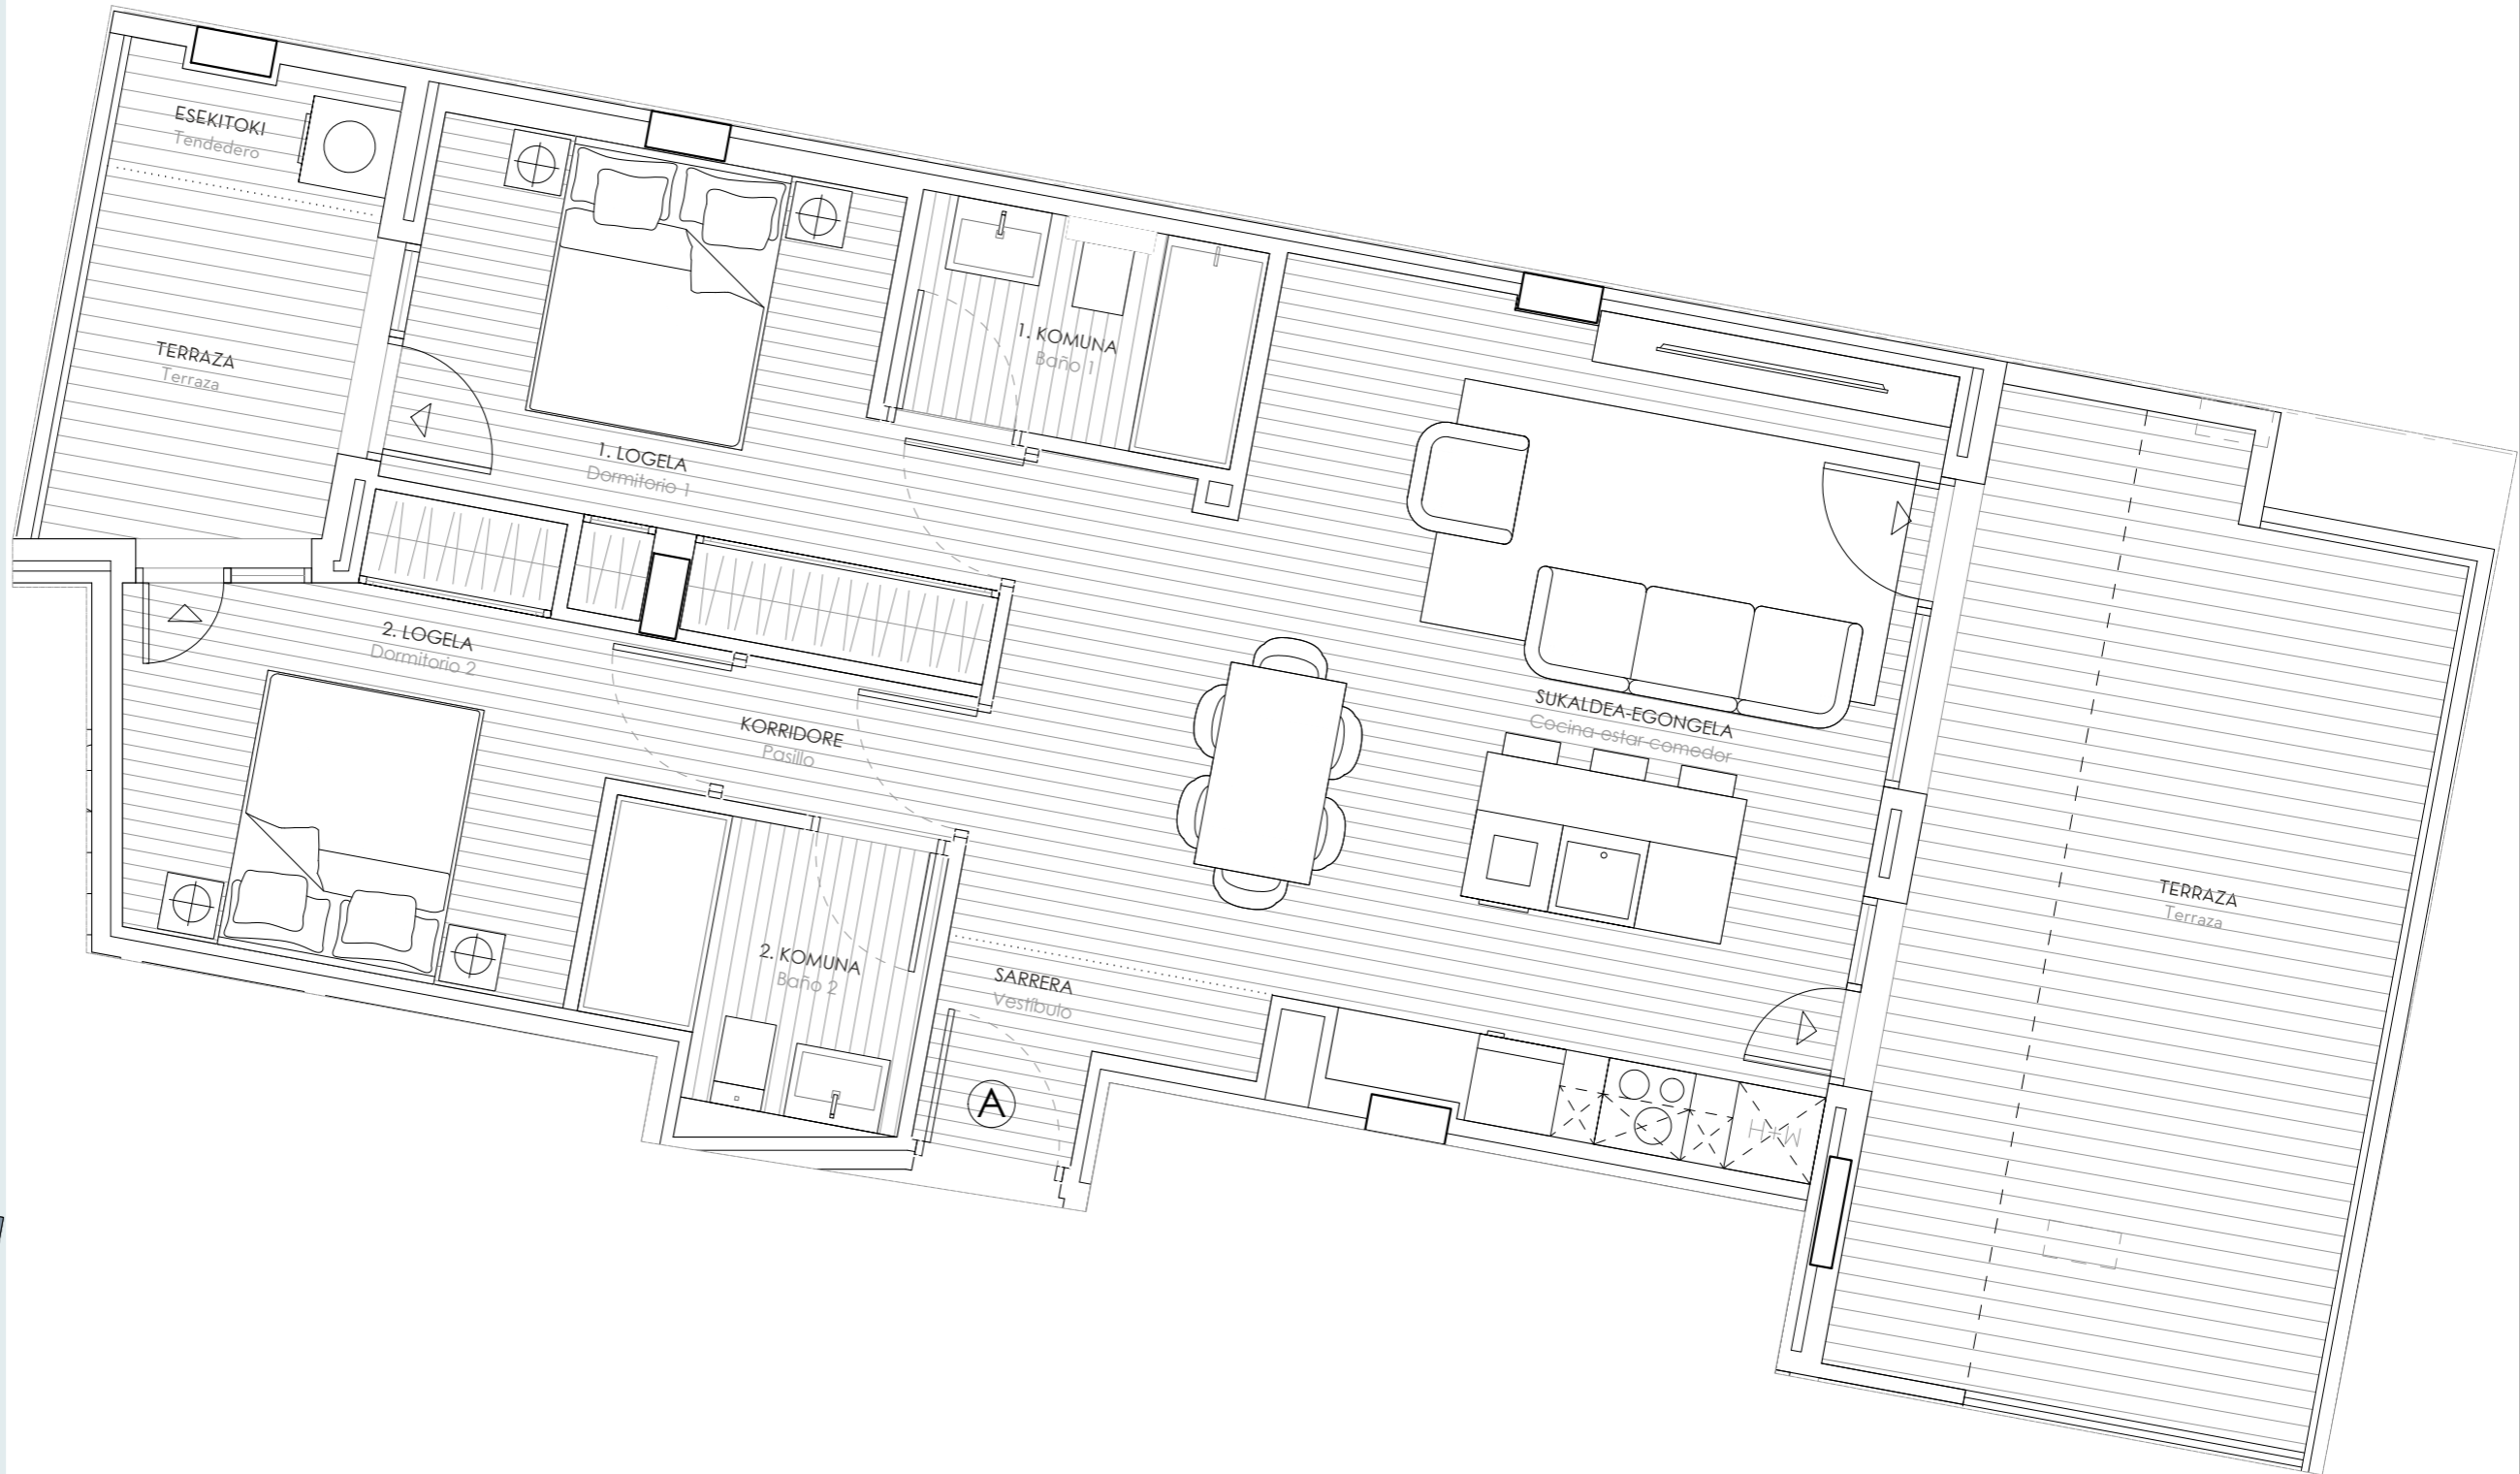 ESEKITOKI
Tendedero
TERRAZA
Terraza
1. LOGELA
Dormitorio 1
1. KOMUNA
Baño 1
2. LOGELA
Dormitorio 2
KORRIDORE
Pasillo
SUKALDEA-EGONGELA
Cocina estar comedor
TERRAZA
Terraza
2. KOMUNA
Baño 2
SARRERA
Vestíbulo
A
H+M